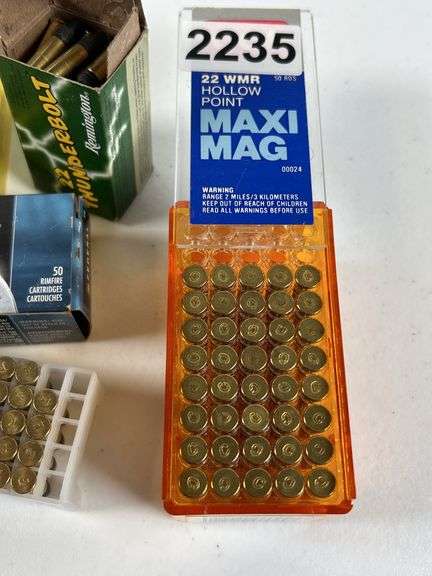 2235
22 WMR 50 RDS
HOLLOW
POINT
MAXI
MAG
00024
WARNING
RANGE 2 MILES/3 KILOMETERS
KEEP OUT OF REACH OF CHILDREN
READ ALL WARNINGS BEFORE USE
22
THUNDERBOLT
Remington
50
RIMFIRE
CARTRIDGES
CARTOUCHES